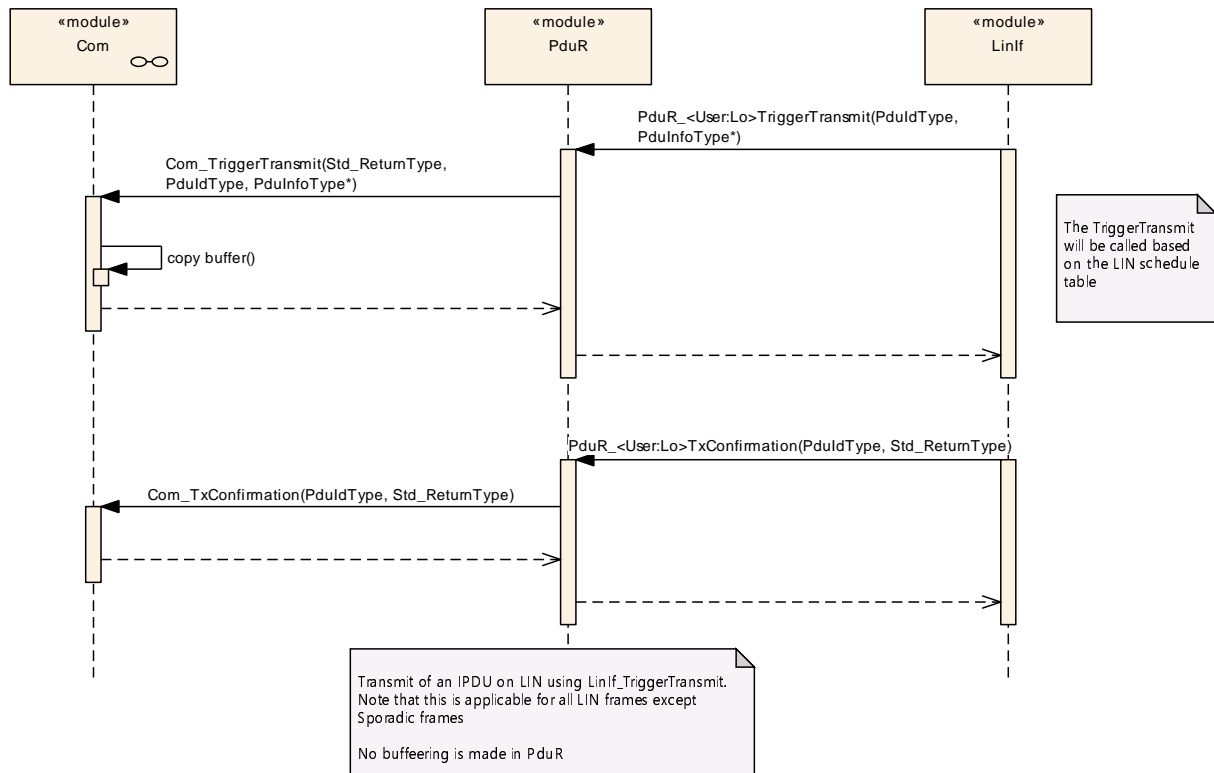 «module»
Com
«module»
PduR
«module»
LinIf
PduR_<User:Lo>TriggerTransmit(PduIdType,
PduInfoType*)
Com_TriggerTransmit(Std_ReturnType,
PduIdType, PduInfoType*)
The TriggerTransmit
will be called based
on the LIN schedule
table
copy buffer()
PduR_<User:Lo>TxConfirmation(PduIdType, Std_ReturnType)
Com_TxConfirmation(PduIdType, Std_ReturnType)
Transmit of an IPDU on LIN using LinIf_TriggerTransmit.
Note that this is applicable for all LIN frames except
Sporadic frames
No buffeering is made in PduR